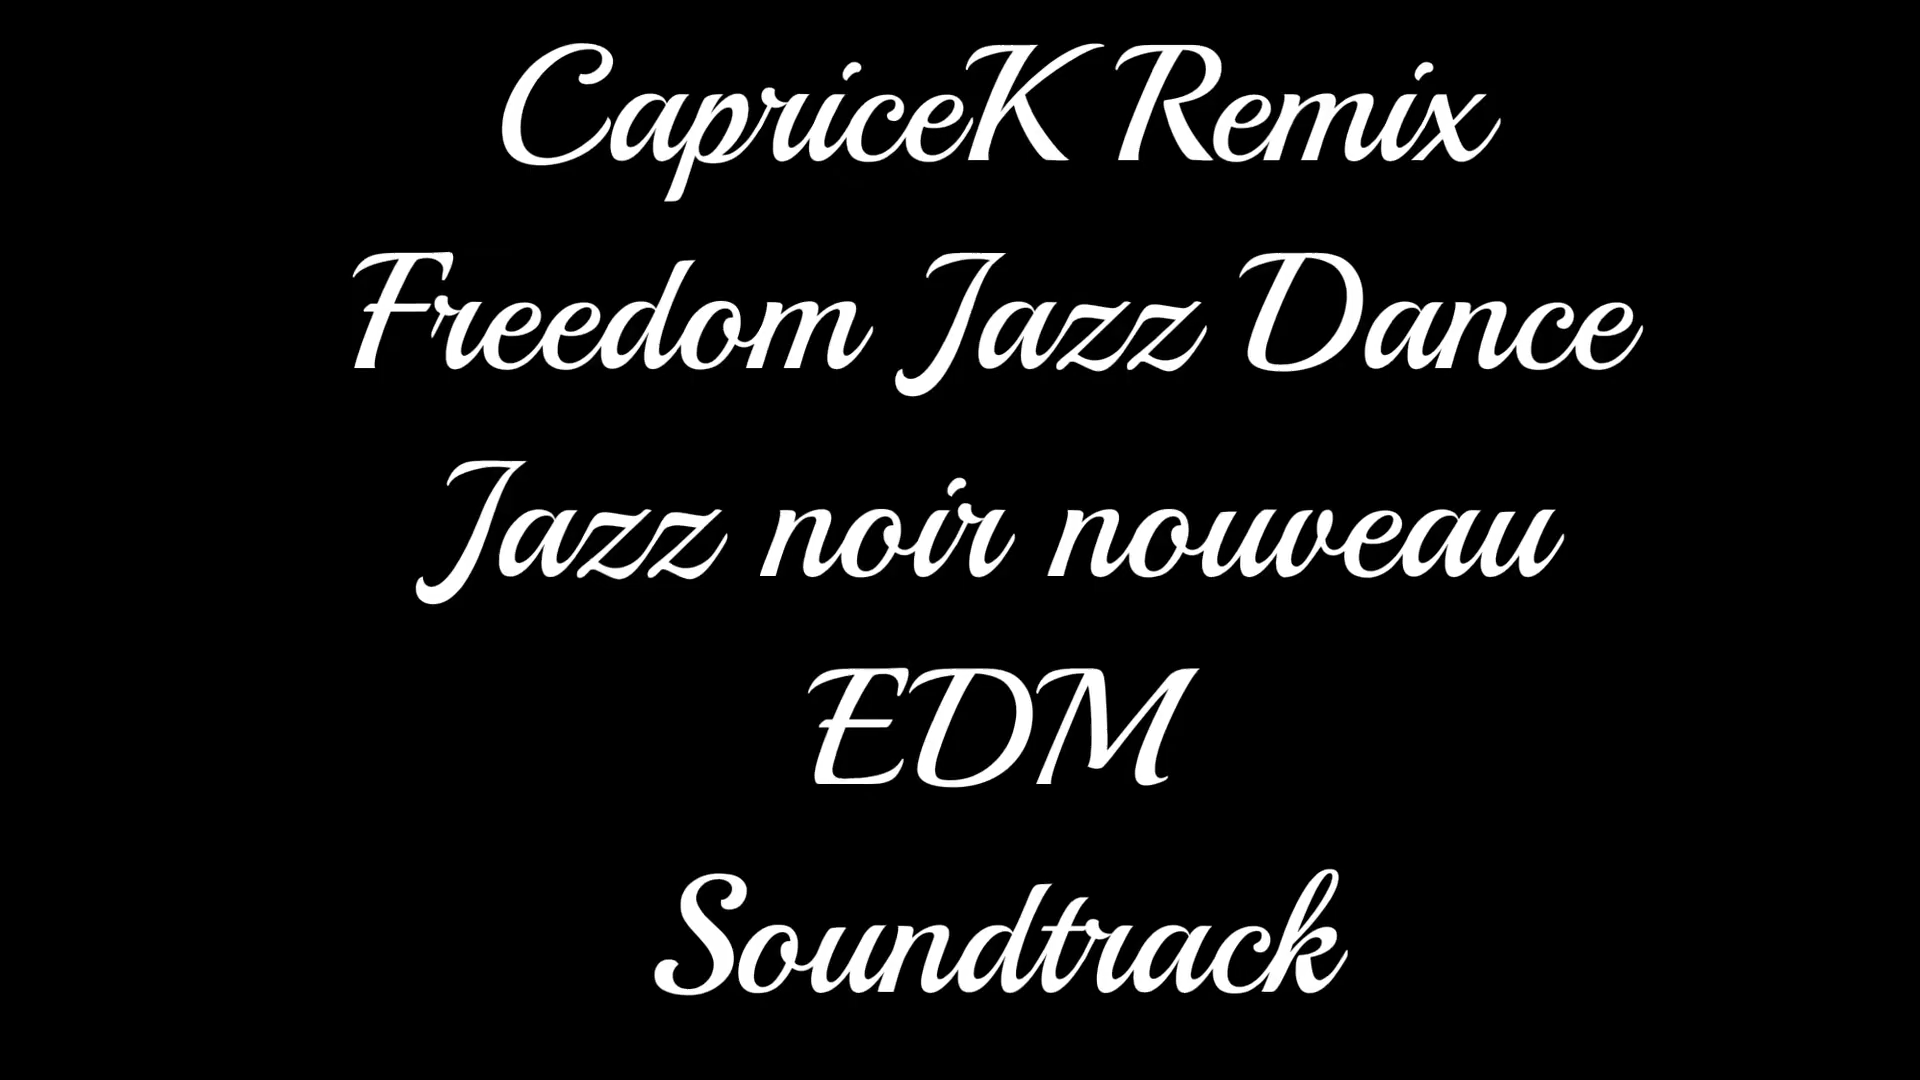 CapriceK Remix
Freedom Jazz Dance
Jazz noir nouveau
EDM
Soundtrack